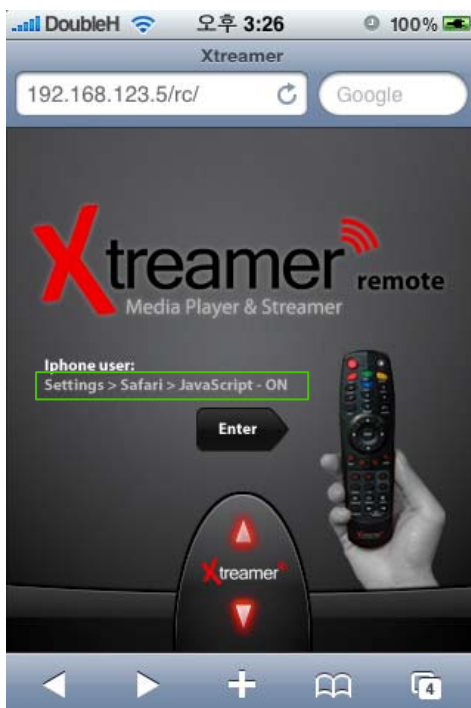 DoubleH 오후 3:26 100%
Xtreamer
192.168.123.5/rc/ Google
Xtreamer remote
Media Player & Streamer
Iphone user:
Settings > Safari > JavaScript - ON
Enter
Xtreamer
4